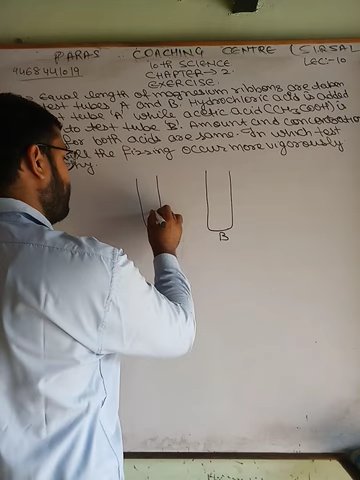 PARAS COACHING CENTRE (SIRSA)
9468441019 10th SCIENCE LEC:-10
CHAPTER → 2.
EXERCISE.
Equal length of magnesium ribbons are taken
test tubes A and B. Hydrochloric acid is added
test tube 'A' while acetic acid (CH₃COOH) is
to test tube 'B'. Amount and concentration
for both acids are same. In which test
the fizzing occur more vigorously
B